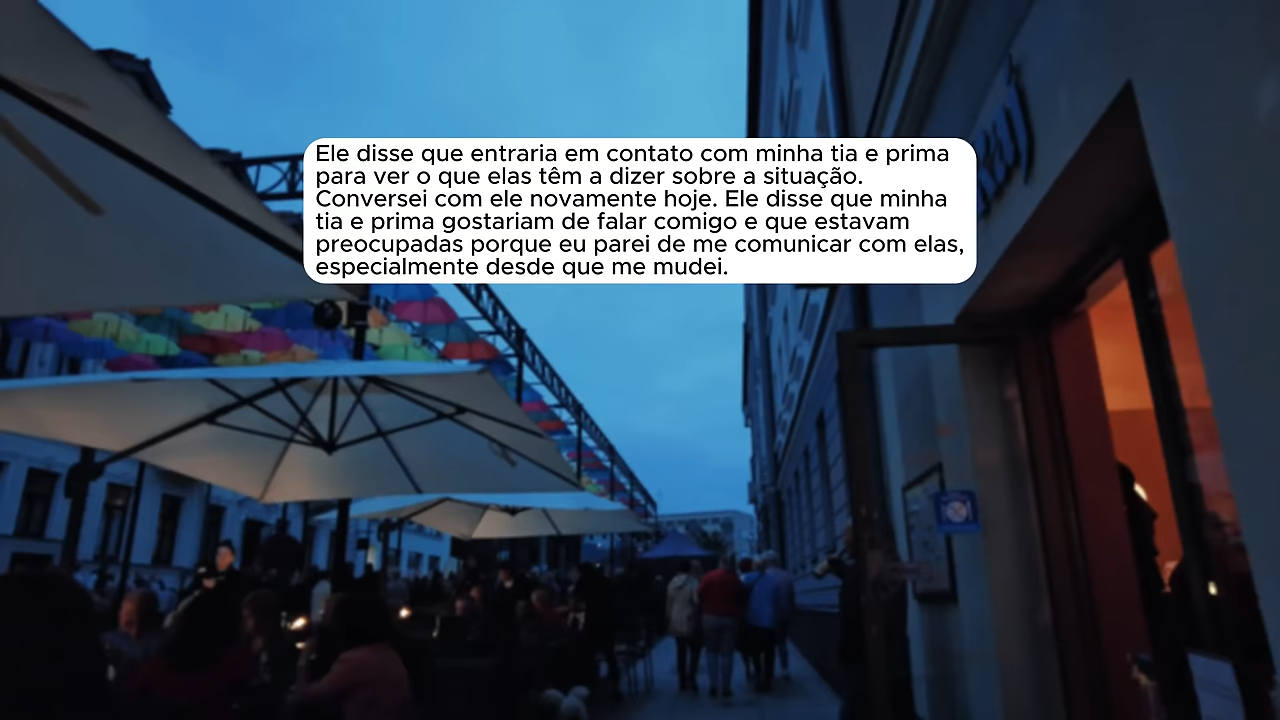 Ele disse que entraria em contato com minha tia e prima
para ver o que elas têm a dizer sobre a situação.
Conversei com ele novamente hoje. Ele disse que minha
tia e prima gostariam de falar comigo e que estavam
preocupadas porque eu parei de me comunicar com elas,
especialmente desde que me mudei.